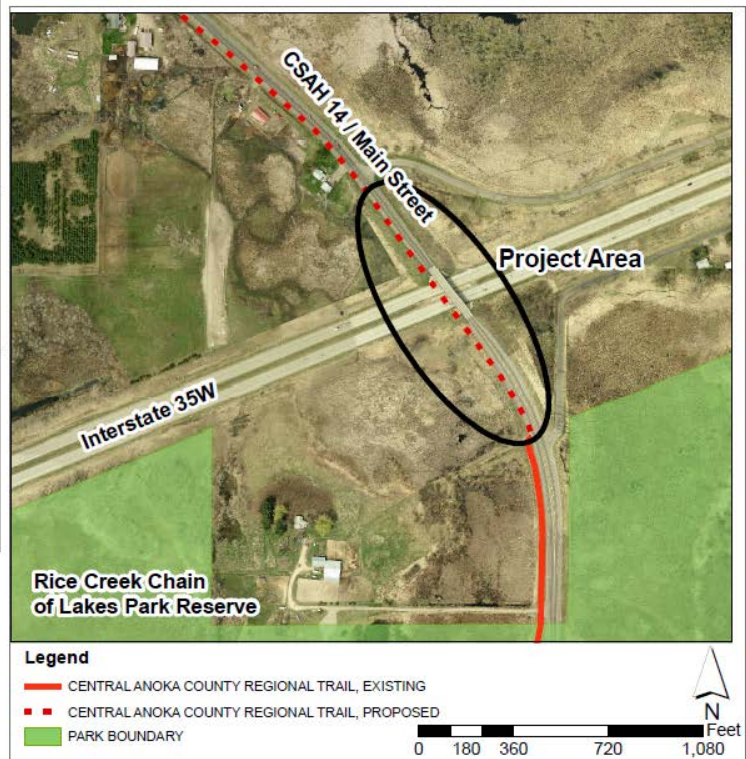 CSAH 14 / Main Street
Project Area
Interstate 35W
Rice Creek Chain
of Lakes Park Reserve
Legend
CENTRAL ANOKA COUNTY REGIONAL TRAIL, EXISTING
CENTRAL ANOKA COUNTY REGIONAL TRAIL, PROPOSED
PARK BOUNDARY
N
Feet
0 180 360 720 1,080